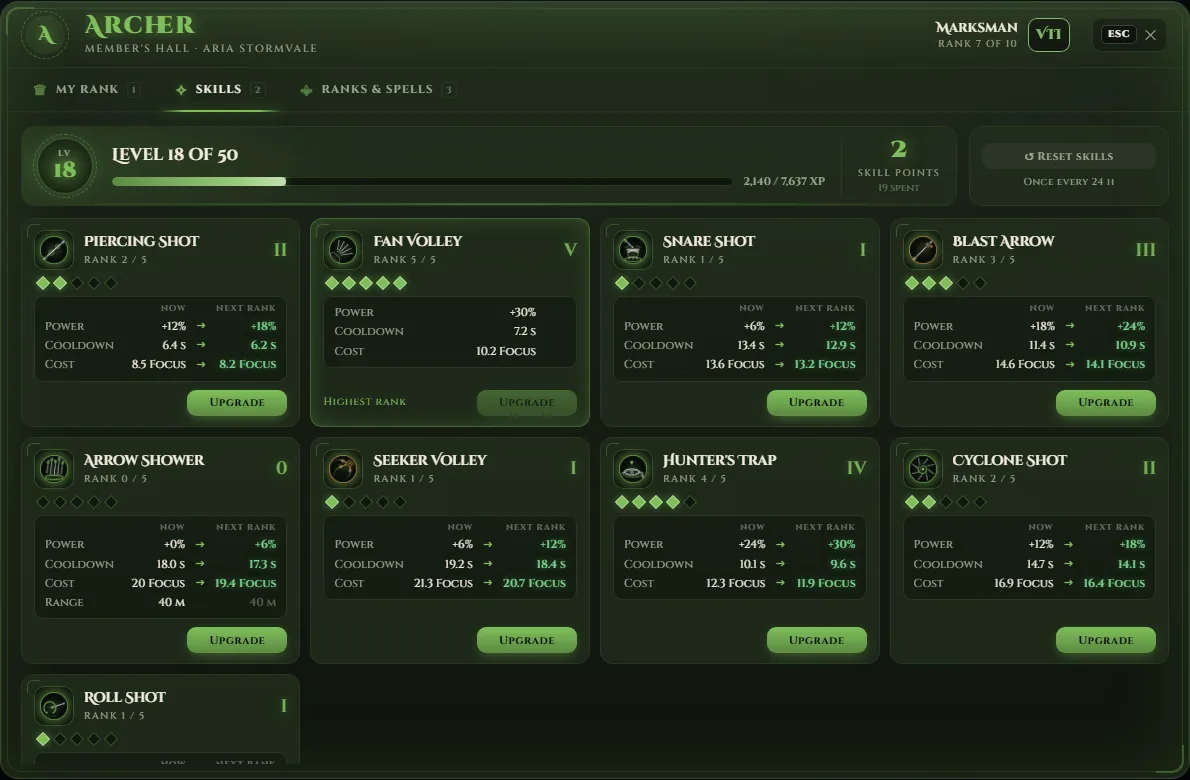 A
ARCHER
MEMBER'S HALL · ARIA STORMVALE
MARKSMAN
RANK 7 OF 10
VII
ESC
MY RANK 1
SKILLS 2
RANKS & SPELLS 3
LV
18
LEVEL 18 OF 50
2,140 / 7,637 XP
2
SKILL POINTS
19 SPENT
↺ RESET SKILLS
ONCE EVERY 24 H
PIERCING SHOT
RANK 2 / 5
II
NOW NEXT RANK
POWER +12% → +18%
COOLDOWN 6.4 S → 6.2 S
COST 8.5 FOCUS → 8.2 FOCUS
UPGRADE
FAN VOLLEY
RANK 5 / 5
V
POWER +30%
COOLDOWN 7.2 S
COST 10.2 FOCUS
HIGHEST RANK
UPGRADE
SNARE SHOT
RANK 1 / 5
I
NOW NEXT RANK
POWER +6% → +12%
COOLDOWN 13.4 S → 12.9 S
COST 13.6 FOCUS → 13.2 FOCUS
UPGRADE
BLAST ARROW
RANK 3 / 5
III
NOW NEXT RANK
POWER +18% → +24%
COOLDOWN 11.4 S → 10.9 S
COST 14.6 FOCUS → 14.1 FOCUS
UPGRADE
ARROW SHOWER
RANK 0 / 5
0
NOW NEXT RANK
POWER +0% → +6%
COOLDOWN 18.0 S → 17.3 S
COST 20 FOCUS → 19.4 FOCUS
RANGE 40 M 40 M
UPGRADE
SEEKER VOLLEY
RANK 1 / 5
I
NOW NEXT RANK
POWER +6% → +12%
COOLDOWN 19.2 S → 18.4 S
COST 21.3 FOCUS → 20.7 FOCUS
UPGRADE
HUNTER'S TRAP
RANK 4 / 5
IV
NOW NEXT RANK
POWER +24% → +30%
COOLDOWN 10.1 S → 9.6 S
COST 12.3 FOCUS → 11.9 FOCUS
UPGRADE
CYCLONE SHOT
RANK 2 / 5
II
NOW NEXT RANK
POWER +12% → +18%
COOLDOWN 14.7 S → 14.1 S
COST 16.9 FOCUS → 16.4 FOCUS
UPGRADE
ROLL SHOT
RANK 1 / 5
I
NOW NEXT RANK